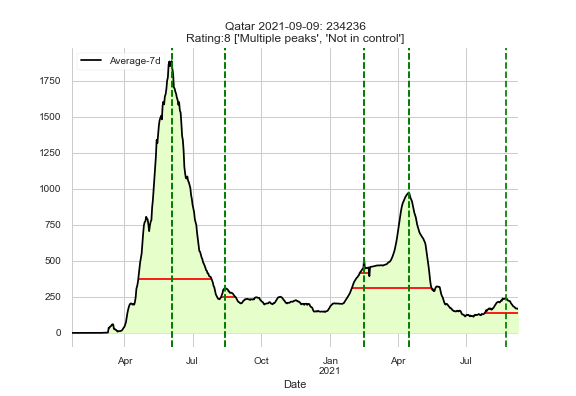 Qatar 2021-09-09: 234236
Rating:8 ['Multiple peaks', 'Not in control']
Average-7d
1750
1500
1250
1000
750
500
250
0
Apr
Jul
Oct
Jan
2021
Apr
Jul
Date